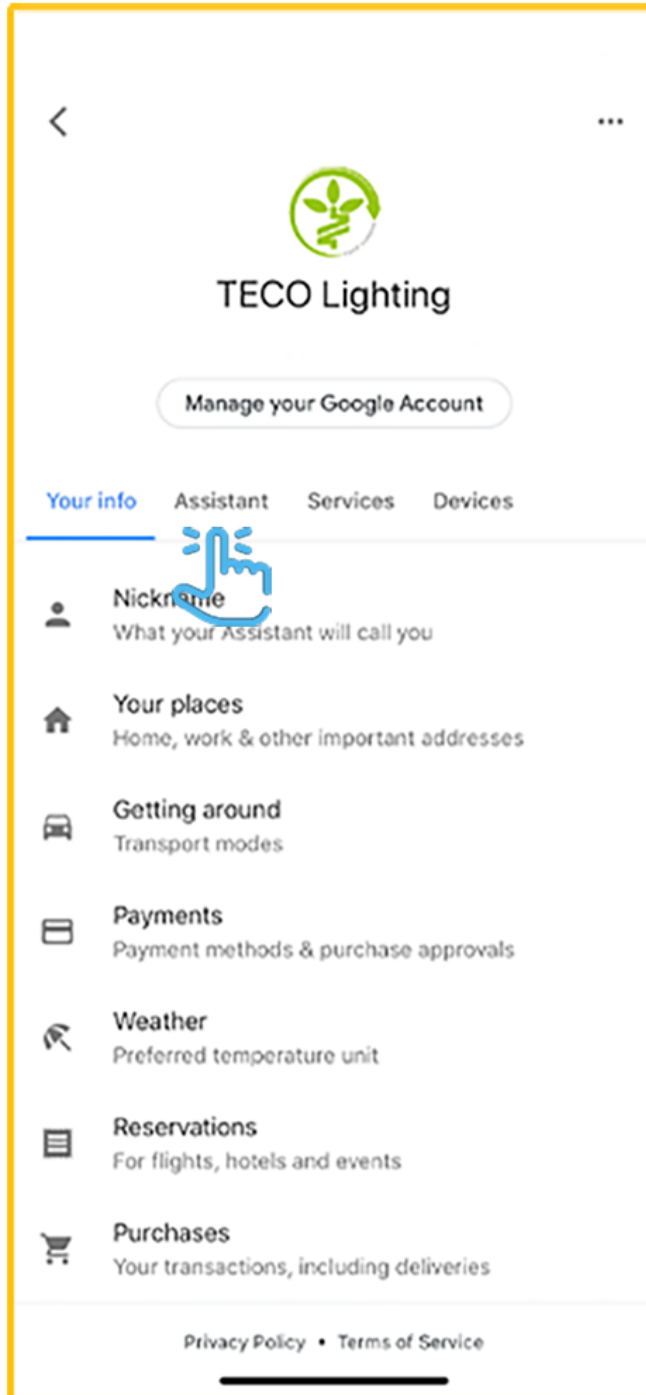 TECO Lighting
Manage your Google Account
Your info Assistant Services Devices
Nickname
What your Assistant will call you
Your places
Home, work & other important addresses
Getting around
Transport modes
Payments
Payment methods & purchase approvals
Weather
Preferred temperature unit
Reservations
For flights, hotels and events
Purchases
Your transactions, including deliveries
Privacy Policy • Terms of Service